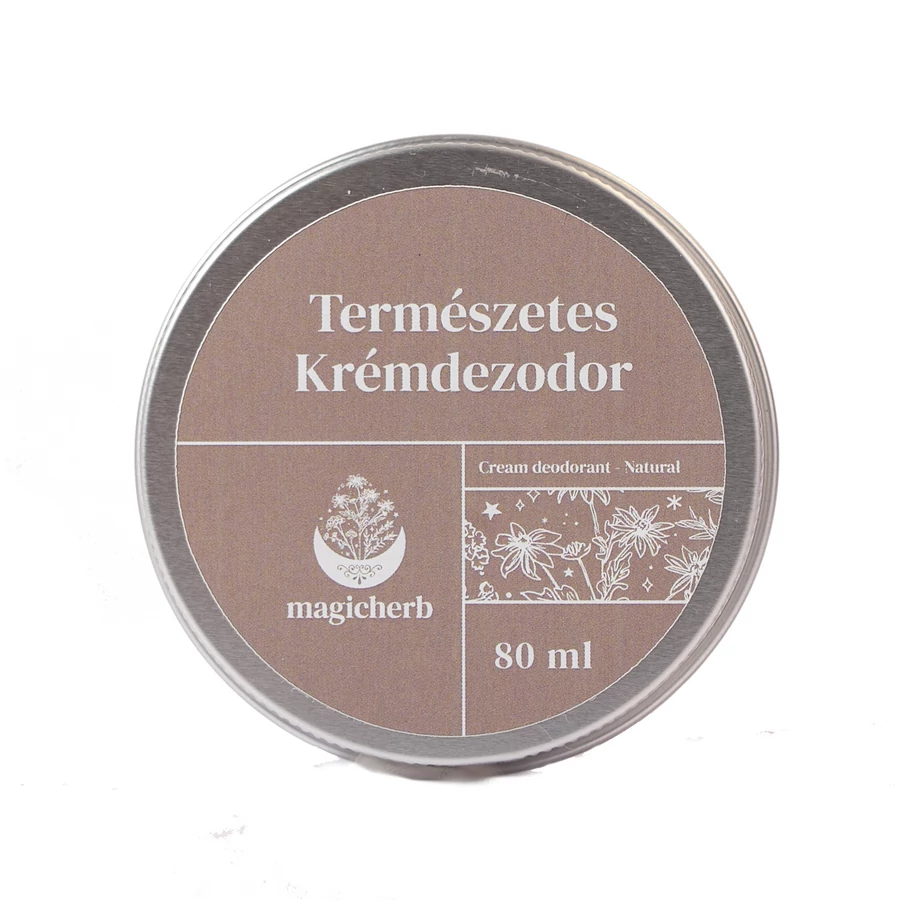 Természetes
Krémdezodor
Cream deodorant - Natural
magicherb
80 ml